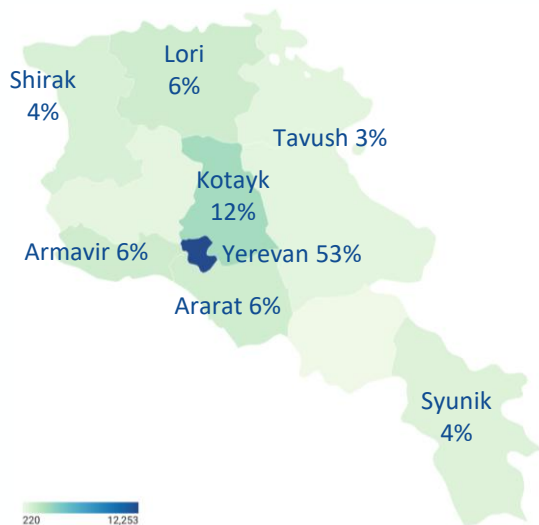 Lori
6%
Shirak
4%
Tavush 3%
Kotayk
12%
Armavir 6%
Yerevan 53%
Ararat 6%
Syunik
4%
220
12,253